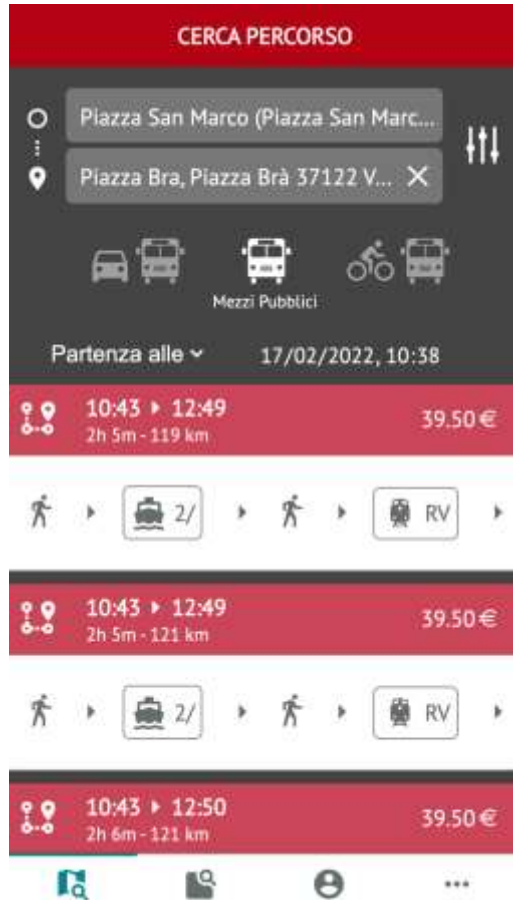 CERCA PERCORSO
Piazza San Marco (Piazza San Marc...
Piazza Bra, Piazza Brà 37122 V...
Mezzi Pubblici
Partenza alle 17/02/2022, 10:38
10:43 ▸ 12:49
39.50 €
2h 5m - 119 km
2/ RV
10:43 ▸ 12:49
39.50 €
2h 5m - 121 km
2/ RV
10:43 ▸ 12:50
39.50 €
2h 6m - 121 km